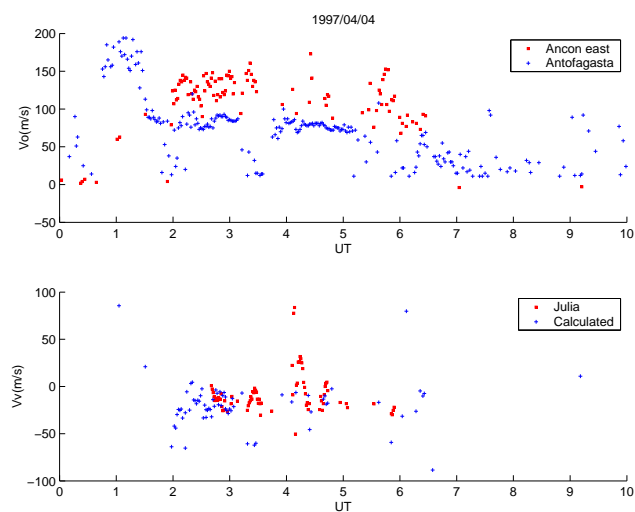 1997/04/04
200
150
100
50
0
−50
Vq(m/s)
Ancon east
Antofagasta
0 1 2 3 4 5 6 7 8 9 10
UT
100
50
0
−50
−100
Vv(m/s)
Julia
Calculated
0 1 2 3 4 5 6 7 8 9 10
UT